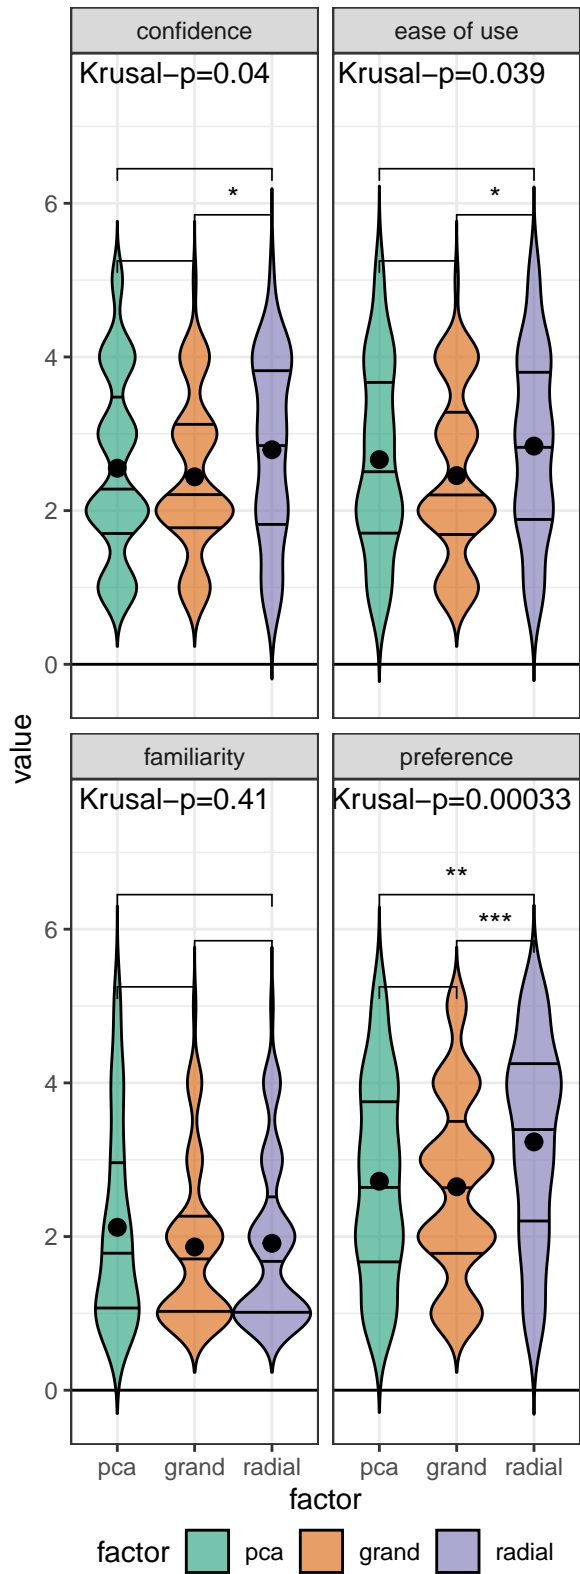 confidence
ease of use
Krusal−p=0.04
Krusal−p=0.039
*
*
6
4
2
0
value
familiarity
preference
Krusal−p=0.41
Krusal−p=0.00033
**
***
6
4
2
0
pca grand radial
pca grand radial
factor
factor pca grand radial